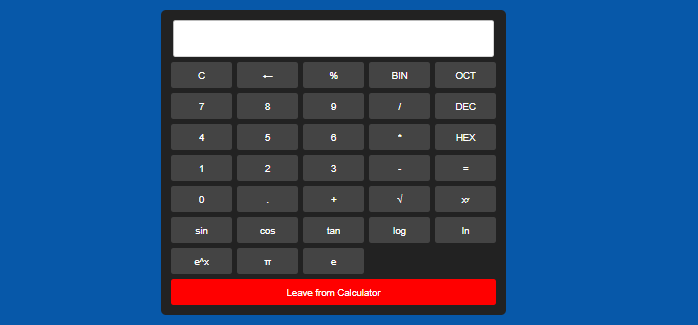 C ← % BIN OCT
7 8 9 / DEC
4 5 6 * HEX
1 2 3 - =
0 . + √ xʸ
sin cos tan log ln
e^x π e
Leave from Calculator